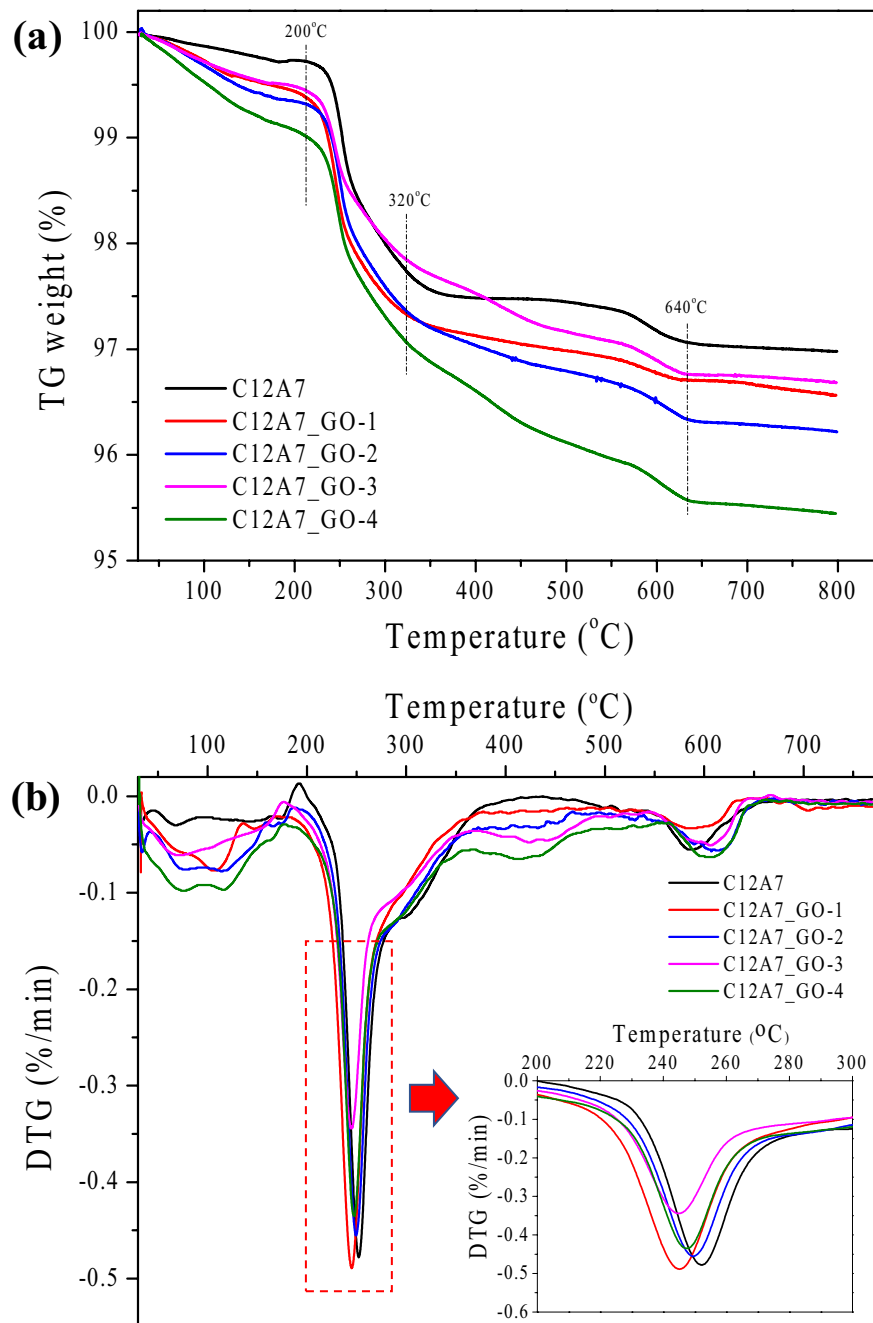 (a)
200°C
320°C
640°C
100
99
98
97
96
95
TG weight (%)
C12A7
C12A7_GO-1
C12A7_GO-2
C12A7_GO-3
C12A7_GO-4
100 200 300 400 500 600 700 800
Temperature (°C)
Temperature (°C)
100 200 300 400 500 600 700
(b)
0.0
-0.1
-0.2
-0.3
-0.4
-0.5
DTG (%/min)
C12A7
C12A7_GO-1
C12A7_GO-2
C12A7_GO-3
C12A7_GO-4
Temperature (°C)
200 220 240 260 280 300
0.0
-0.1
-0.2
-0.3
-0.4
-0.5
-0.6
DTG (%/min)